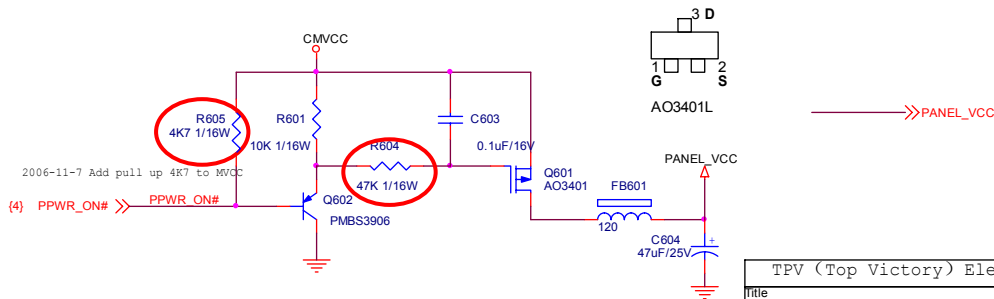 3 D
1
2
G
S
AO3401L
CMVCC
R605
4K7 1/16W
R601
10K 1/16W
R604
47K 1/16W
C603
0.1uF/16V
PANEL_VCC
PANEL_VCC
Q601
AO3401
FB601
120
2006-11-7 Add pull up 4K7 to MVCC
{4} PPWR_ON#
PPWR_ON#
Q602
PMBS3906
C604
+
47uF/25V
TPV (Top Victory) Ele
Title